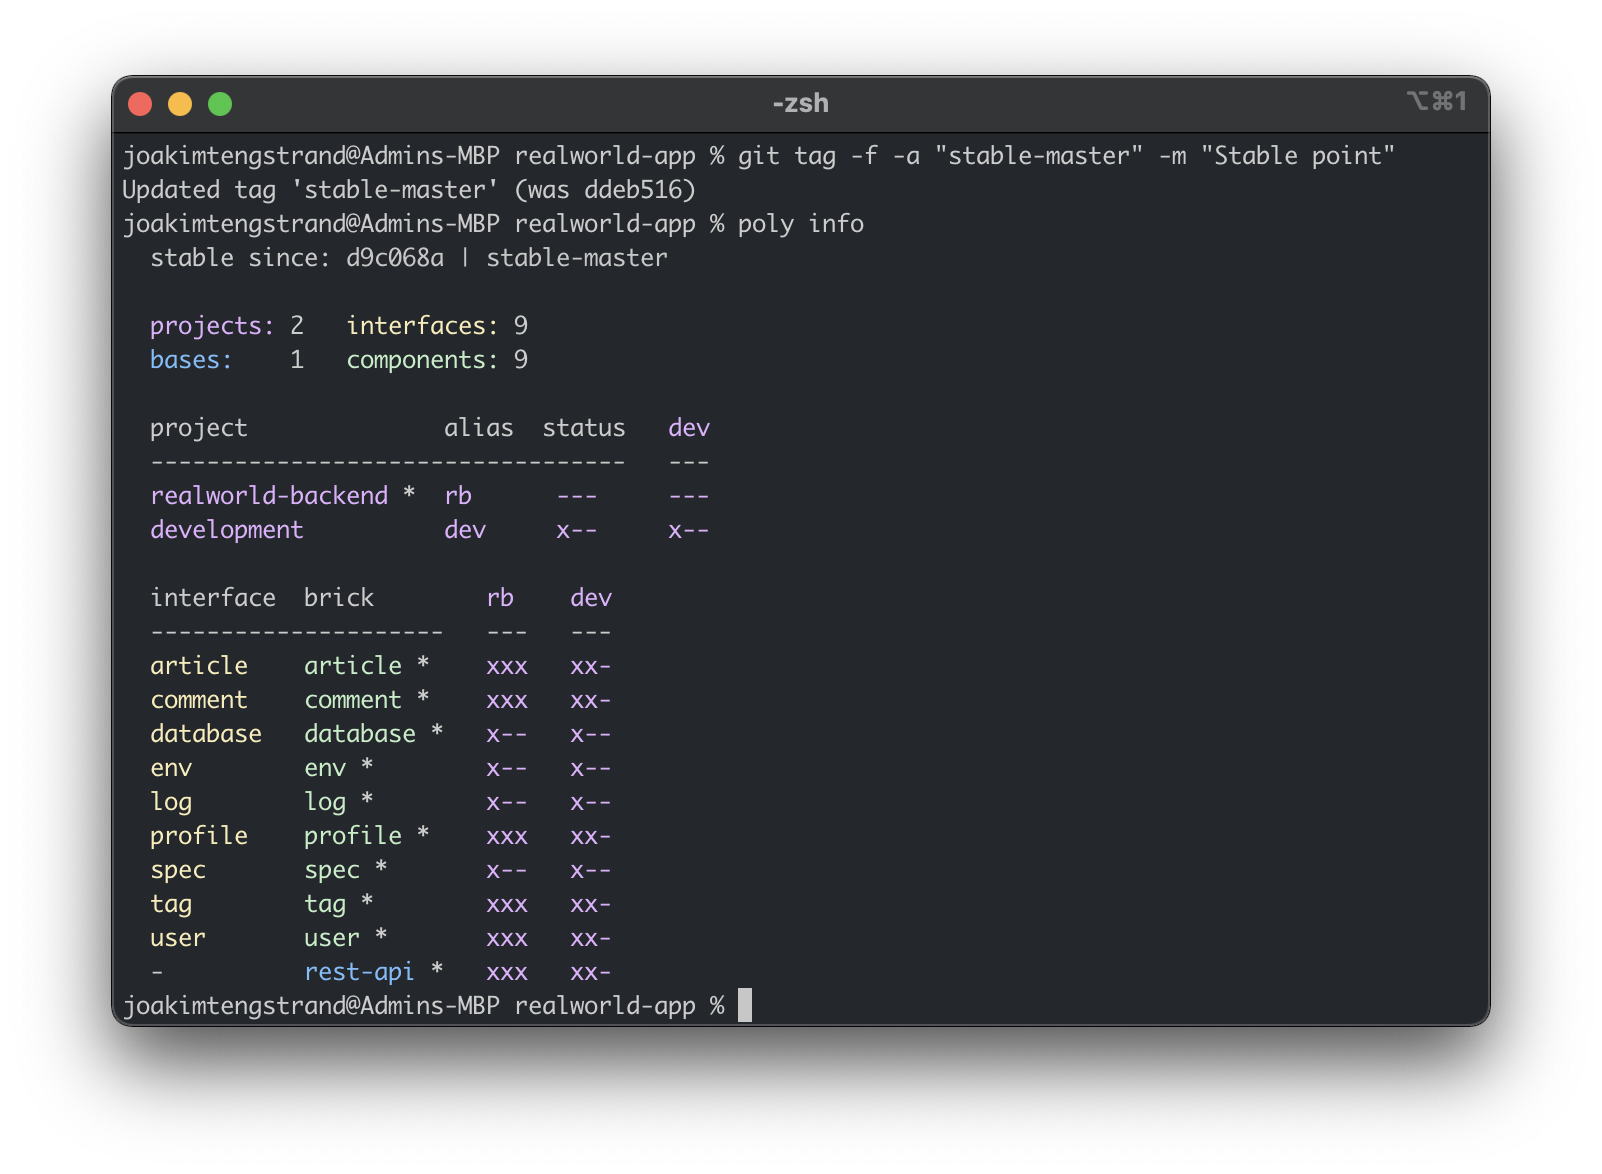 -zsh ⌥⌘1
joakimtengstrand@Admins-MBP realworld-app % git tag -f -a "stable-master" -m "Stable point"
Updated tag 'stable-master' (was ddeb516)
joakimtengstrand@Admins-MBP realworld-app % poly info
  stable since: d9c068a | stable-master

  projects: 2   interfaces: 9
  bases:    1   components: 9

  project              alias  status   dev
  ----------------------------------   ---
  realworld-backend *  rb      ---     ---
  development          dev     x--     x--

  interface  brick        rb    dev
  ---------------------   ---   ---
  article    article *    xxx   xx-
  comment    comment *    xxx   xx-
  database   database *   x--   x--
  env        env *        x--   x--
  log        log *        x--   x--
  profile    profile *    xxx   xx-
  spec       spec *       x--   x--
  tag        tag *        xxx   xx-
  user       user *       xxx   xx-
  -          rest-api *   xxx   xx-
joakimtengstrand@Admins-MBP realworld-app %